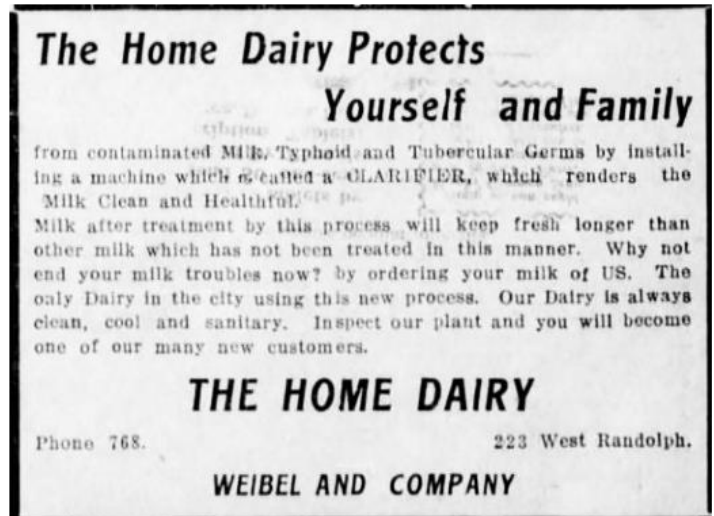 The Home Dairy Protects
Yourself and Family
from contaminated Milk, Typhoid and Tubercular Germs by install-
ing a machine which is called a CLARIFIER, which renders the
Milk Clean and Healthful.
Milk after treatment by this process will keep fresh longer than
other milk which has not been treated in this manner. Why not
end your milk troubles now? by ordering your milk of US. The
only Dairy in the city using this new process. Our Dairy is always
clean, cool and sanitary. Inspect our plant and you will become
one of our many new customers.
THE HOME DAIRY
Phone 768. 223 West Randolph.
WEIBEL AND COMPANY